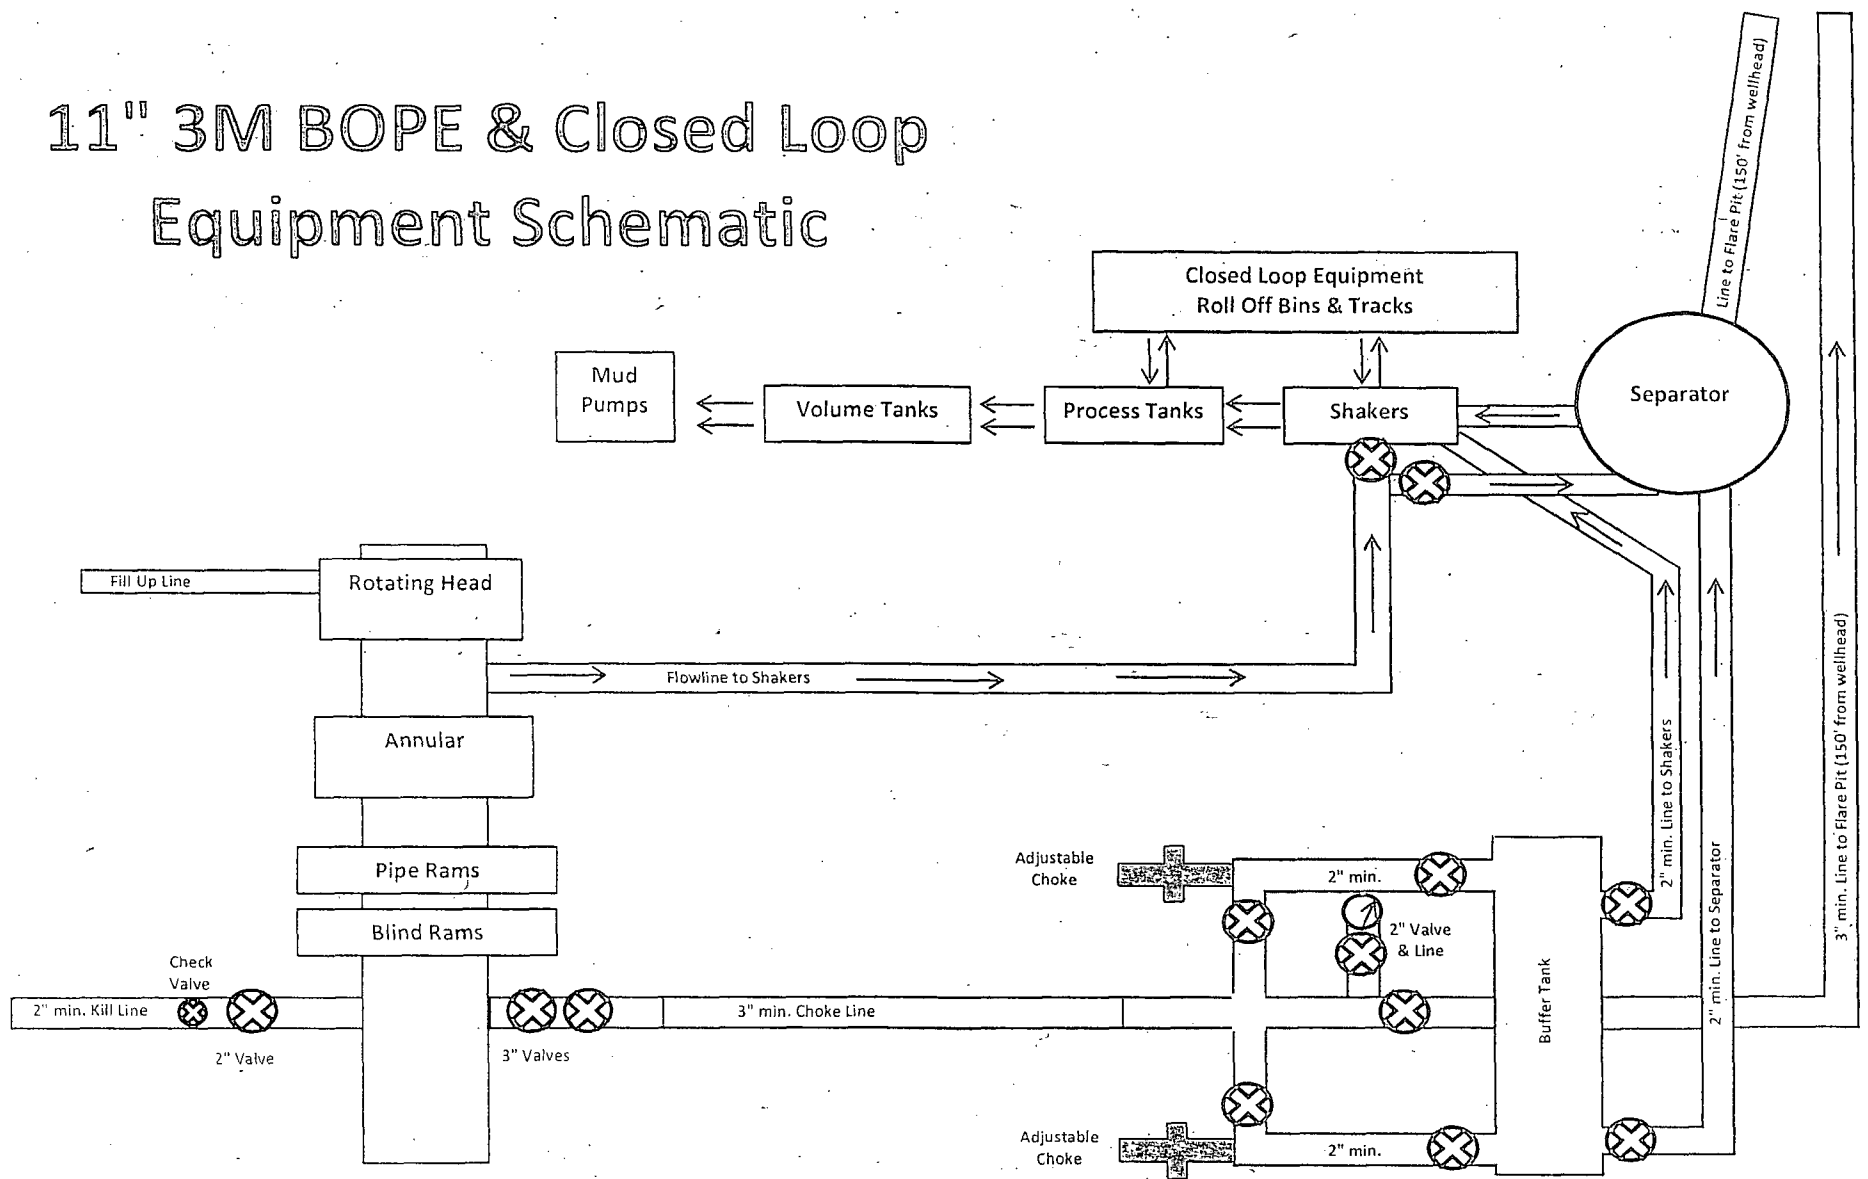 11" 3M BOPE & Closed Loop
Equipment Schematic
Line to Flare Pit (150' from wellhead)
Closed Loop Equipment
Roll Off Bins & Tracks
Mud
Pumps
Volume Tanks
Process Tanks
Shakers
Separator
Fill Up Line
Rotating Head
Flowline to Shakers
Annular
Pipe Rams
Blind Rams
Check
Valve
2" min. Kill Line
2" Valve
3" Valves
3" min. Choke Line
Adjustable
Choke
2" min.
2" Valve
& Line
Buffer Tank
Adjustable
Choke
2" min.
2" min. Line to Shakers
2" min. Line to Separator
3" min. Line to Flare Pit (150' from wellhead)